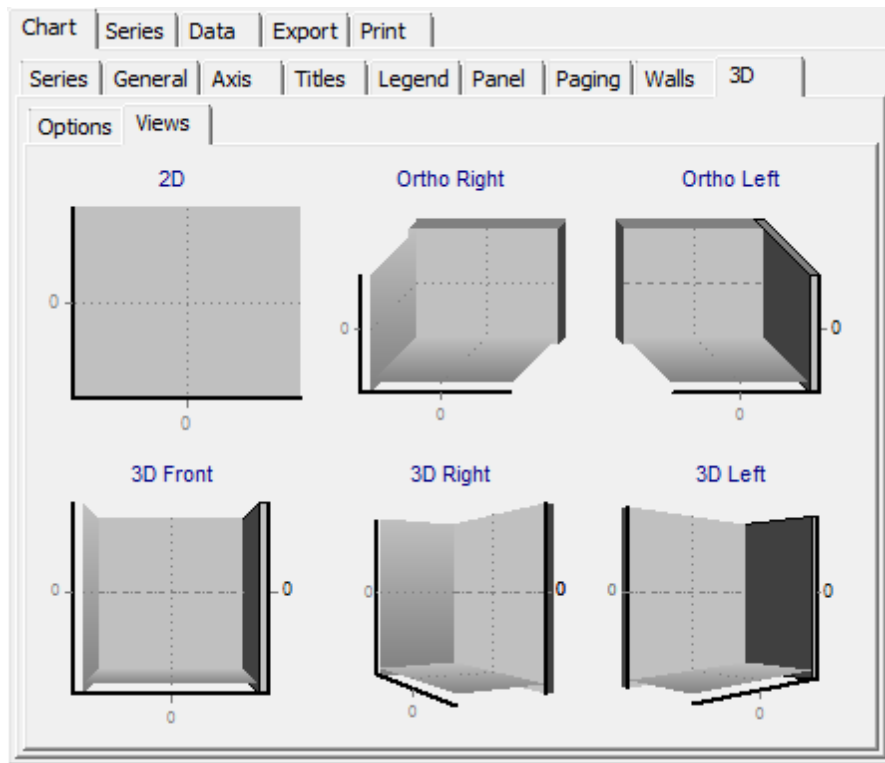 Chart Series Data Export Print
Series General Axis Titles Legend Panel Paging Walls 3D
Options Views
2D Ortho Right Ortho Left
0
0 0
0 0 0
3D Front 3D Right 3D Left
0 0 0 0 0 0
0 0 0